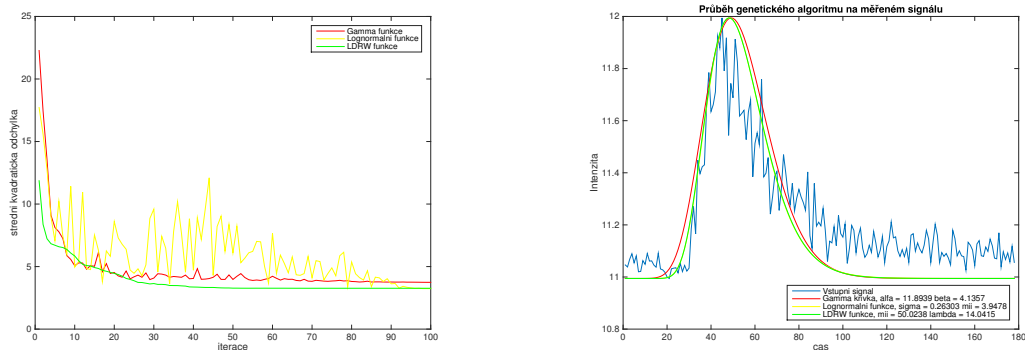 25
20
15
10
5
0
0 10 20 30 40 50 60 70 80 90 100
iterace
strední kvadraticka odchylka
Gamma funkce
Lognormalni funkce
LDRW funkce
Průběh genetického algoritmu na měřeném signálu
12
11.8
11.6
11.4
11.2
11
10.8
0 20 40 60 80 100 120 140 160 180
cas
Intenzita
Vstupni signal
Gamma křivka, alfa = 11.8939 beta = 4.1357
Lognormalni funkce, sigma = 0.26303 mii = 3.9478
LDRW funkce, mii = 50.0238 lambda = 14.0415